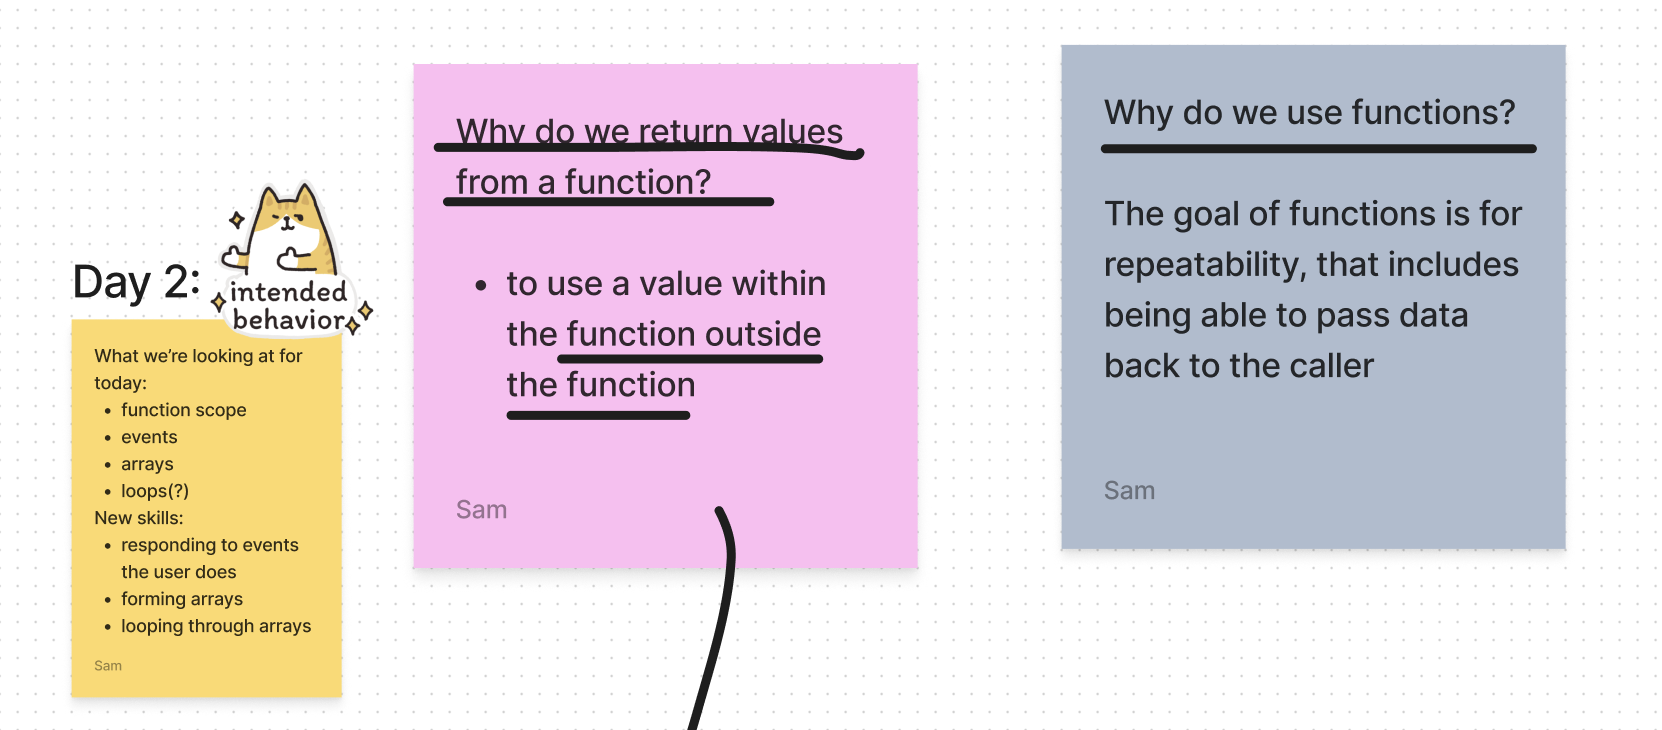 Day 2:
intended
behavior
What we're looking at for
today:
• function scope
• events
• arrays
• loops(?)
New skills:
• responding to events
the user does
• forming arrays
• looping through arrays
Sam
Why do we return values
from a function?
• to use a value within
the function outside
the function
Sam
Why do we use functions?
The goal of functions is for
repeatability, that includes
being able to pass data
back to the caller
Sam